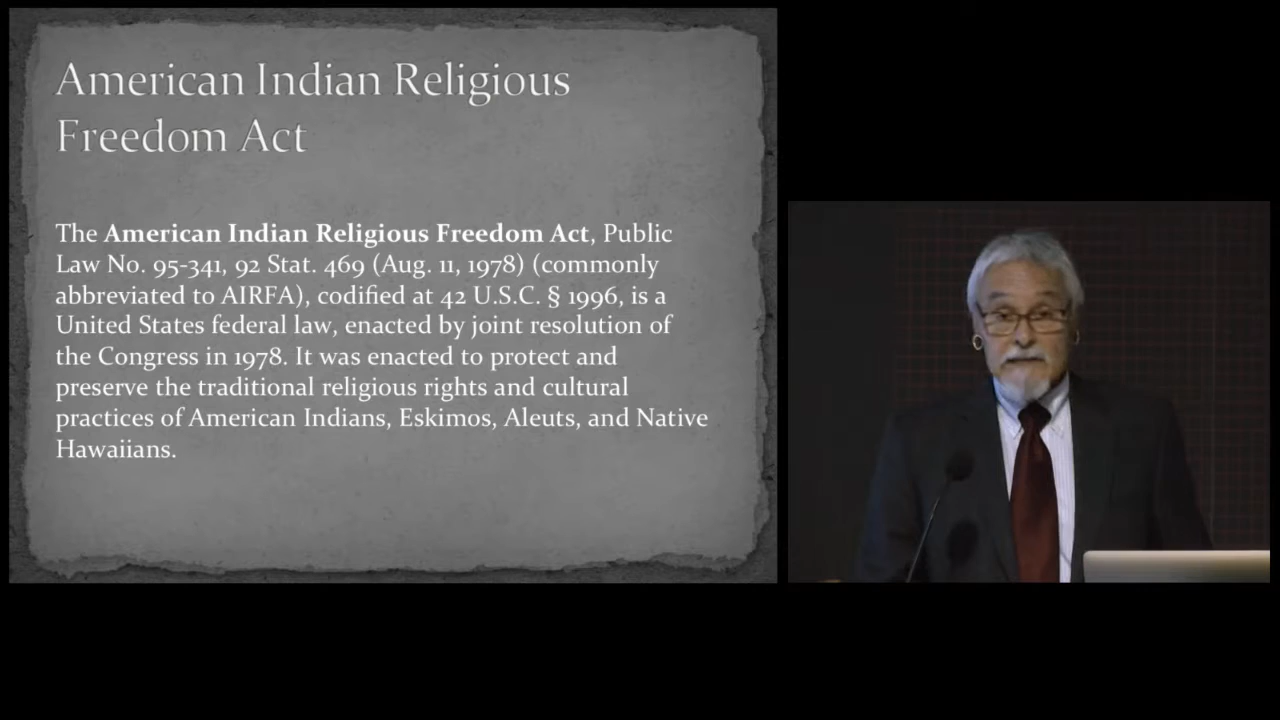 American Indian Religious
Freedom Act
The American Indian Religious Freedom Act, Public
Law No. 95-341, 92 Stat. 469 (Aug. 11, 1978) (commonly
abbreviated to AIRFA), codified at 42 U.S.C. § 1996, is a
United States federal law, enacted by joint resolution of
the Congress in 1978. It was enacted to protect and
preserve the traditional religious rights and cultural
practices of American Indians, Eskimos, Aleuts, and Native
Hawaiians.